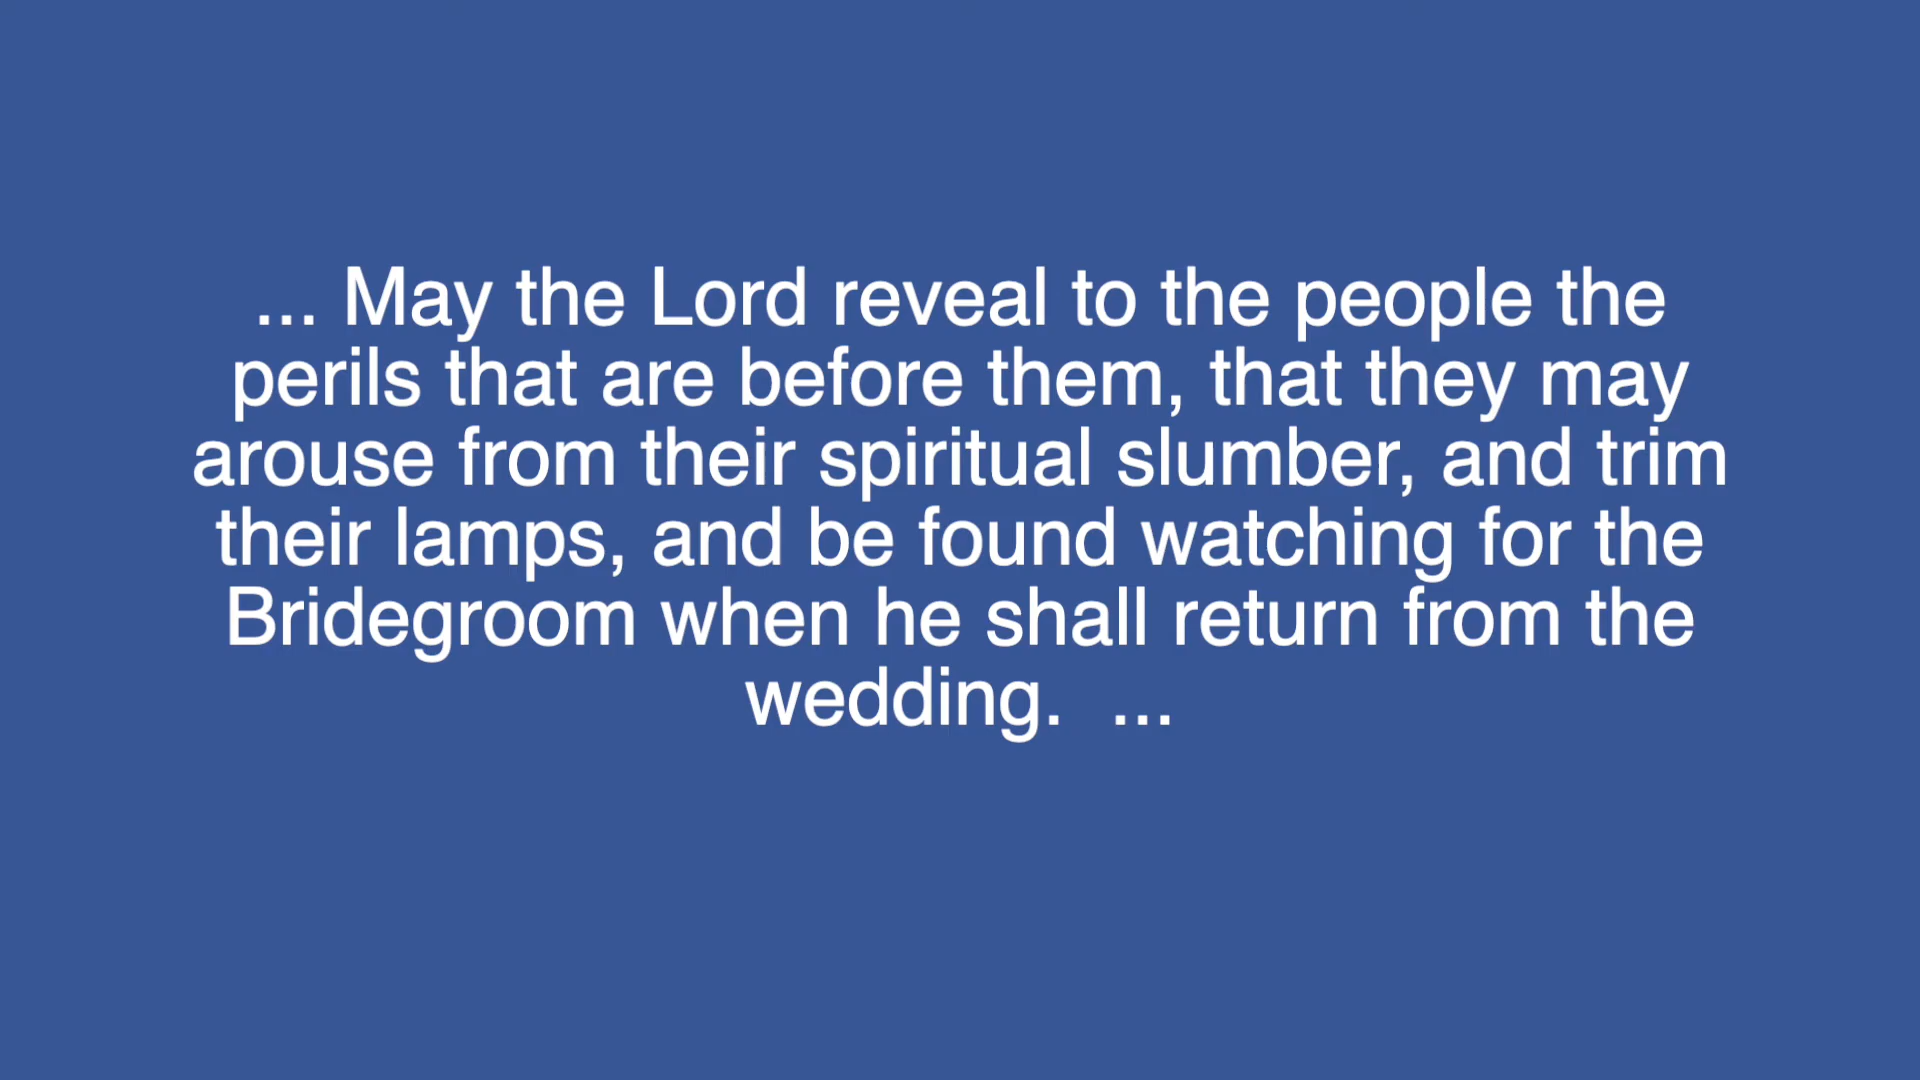 ... May the Lord reveal to the people the
perils that are before them, that they may
arouse from their spiritual slumber, and trim
their lamps, and be found watching for the
Bridegroom when he shall return from the
wedding.  ...